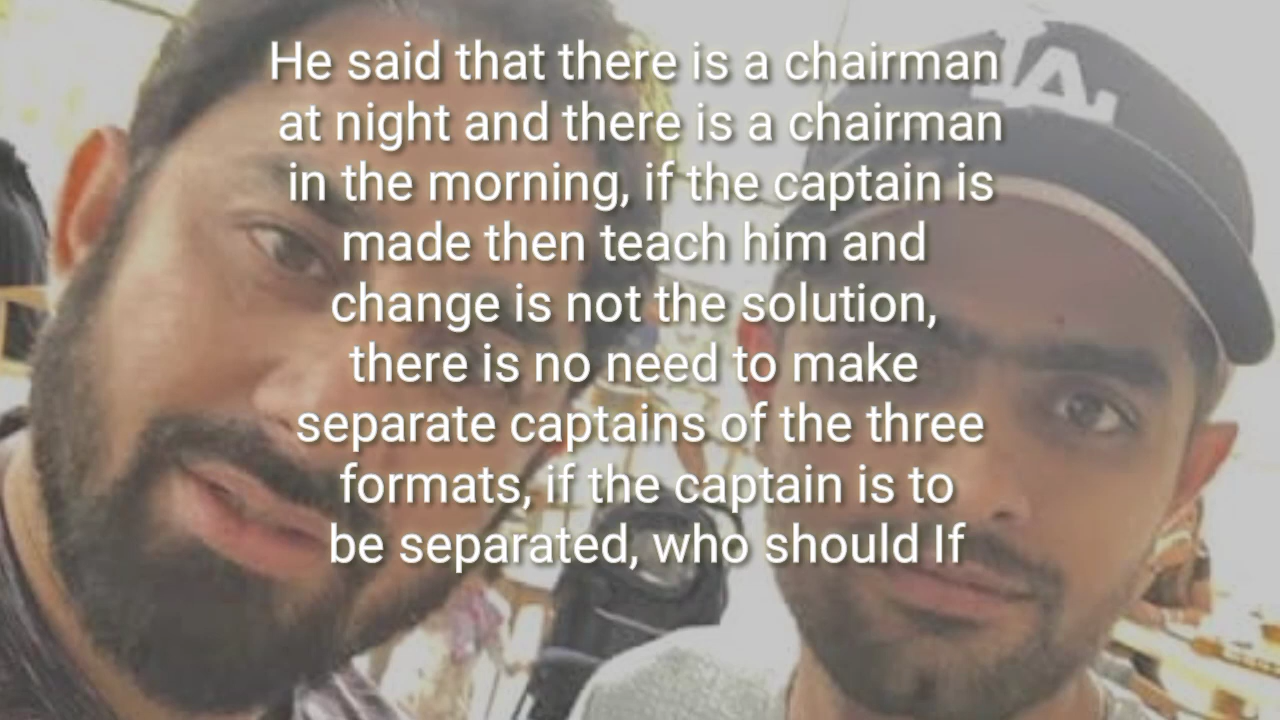 LA
He said that there is a chairman
at night and there is a chairman
in the morning, if the captain is
made then teach him and
change is not the solution,
there is no need to make
separate captains of the three
formats, if the captain is to
be separated, who should If